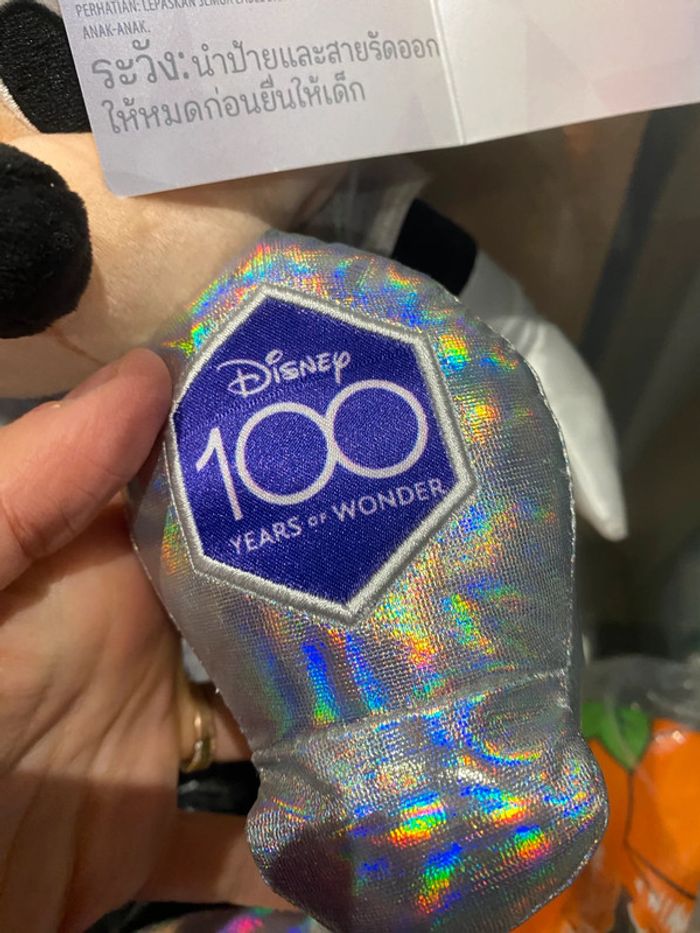 PERHATIAN: LEPASKAN SEMUA
ANAK-ANAK.
ระวัง: นำป้ายและสายรัดออก
ให้หมดก่อนยื่นให้เด็ก
DISNEY
100
YEARS OF WONDER